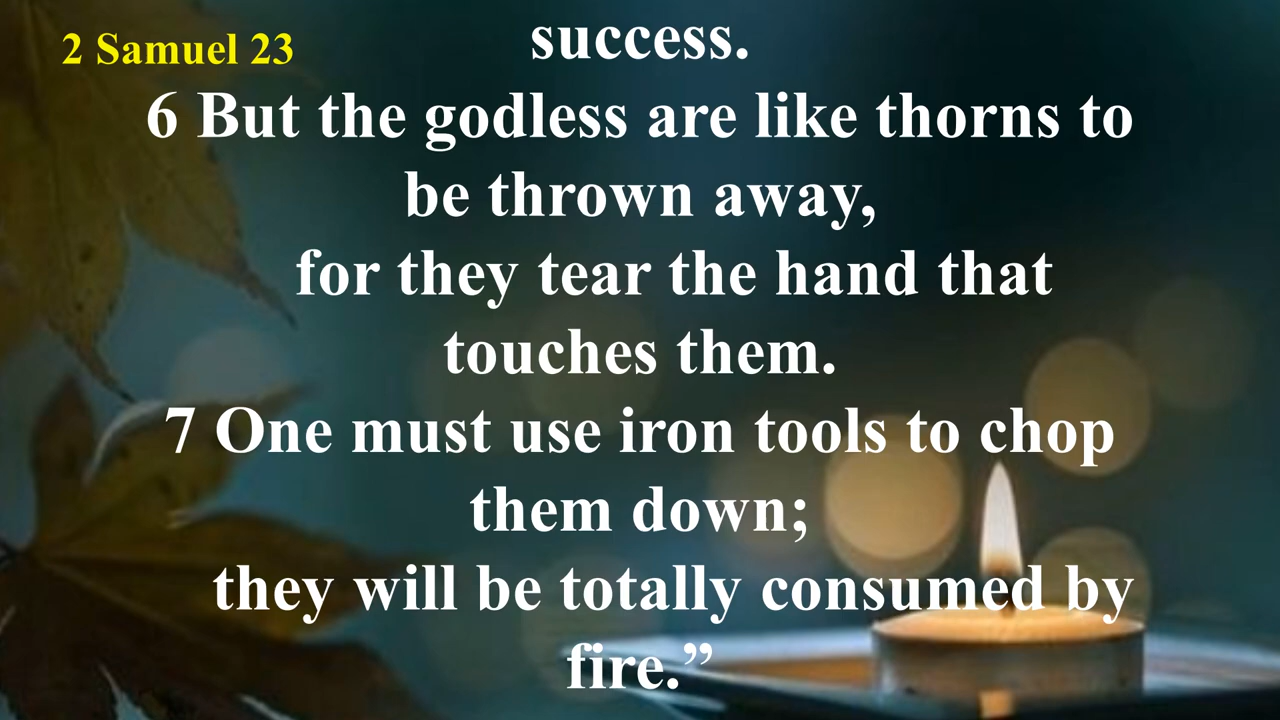 2 Samuel 23
success.
6 But the godless are like thorns to
be thrown away,
for they tear the hand that
touches them.
7 One must use iron tools to chop
them down;
they will be totally consumed by
fire.”